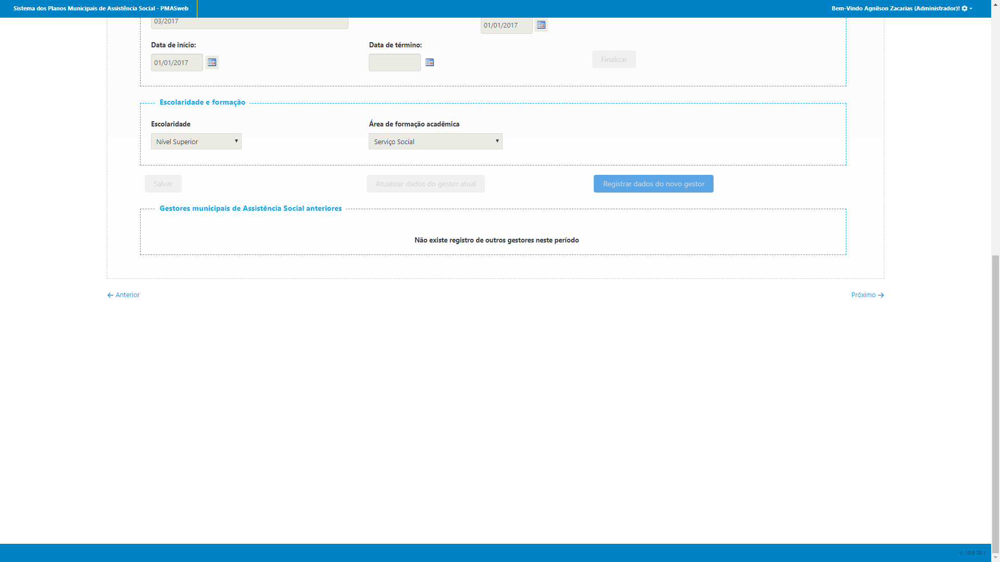 Sistema dos Planos Municipais de Assistência Social - PMASweb
Bem-Vindo Agnilson Zacarias (Administrador)!
03/2017
01/01/2017
Data de início:
Data de término:
01/01/2017
Finalizar
Escolaridade e formação
Escolaridade
Área de formação acadêmica
Nível Superior
Serviço Social
Salvar
Atualizar dados do gestor atual
Registrar dados do novo gestor
Gestores municipais de Assistência Social anteriores
Não existe registro de outros gestores neste período
← Anterior
Próximo →
V. 19.8.29.1